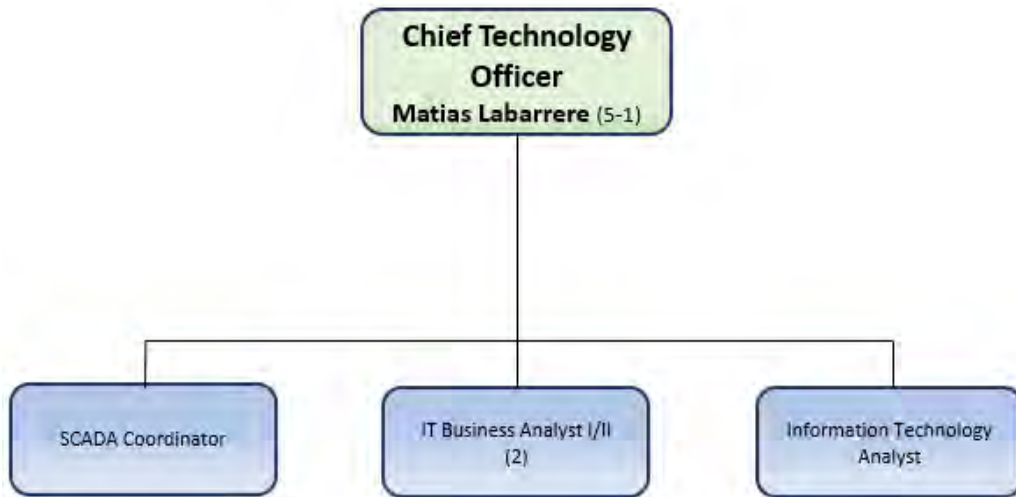 Chief Technology
Officer
Matias Labarrere (5-1)
SCADA Coordinator
IT Business Analyst I/II
(2)
Information Technology
Analyst